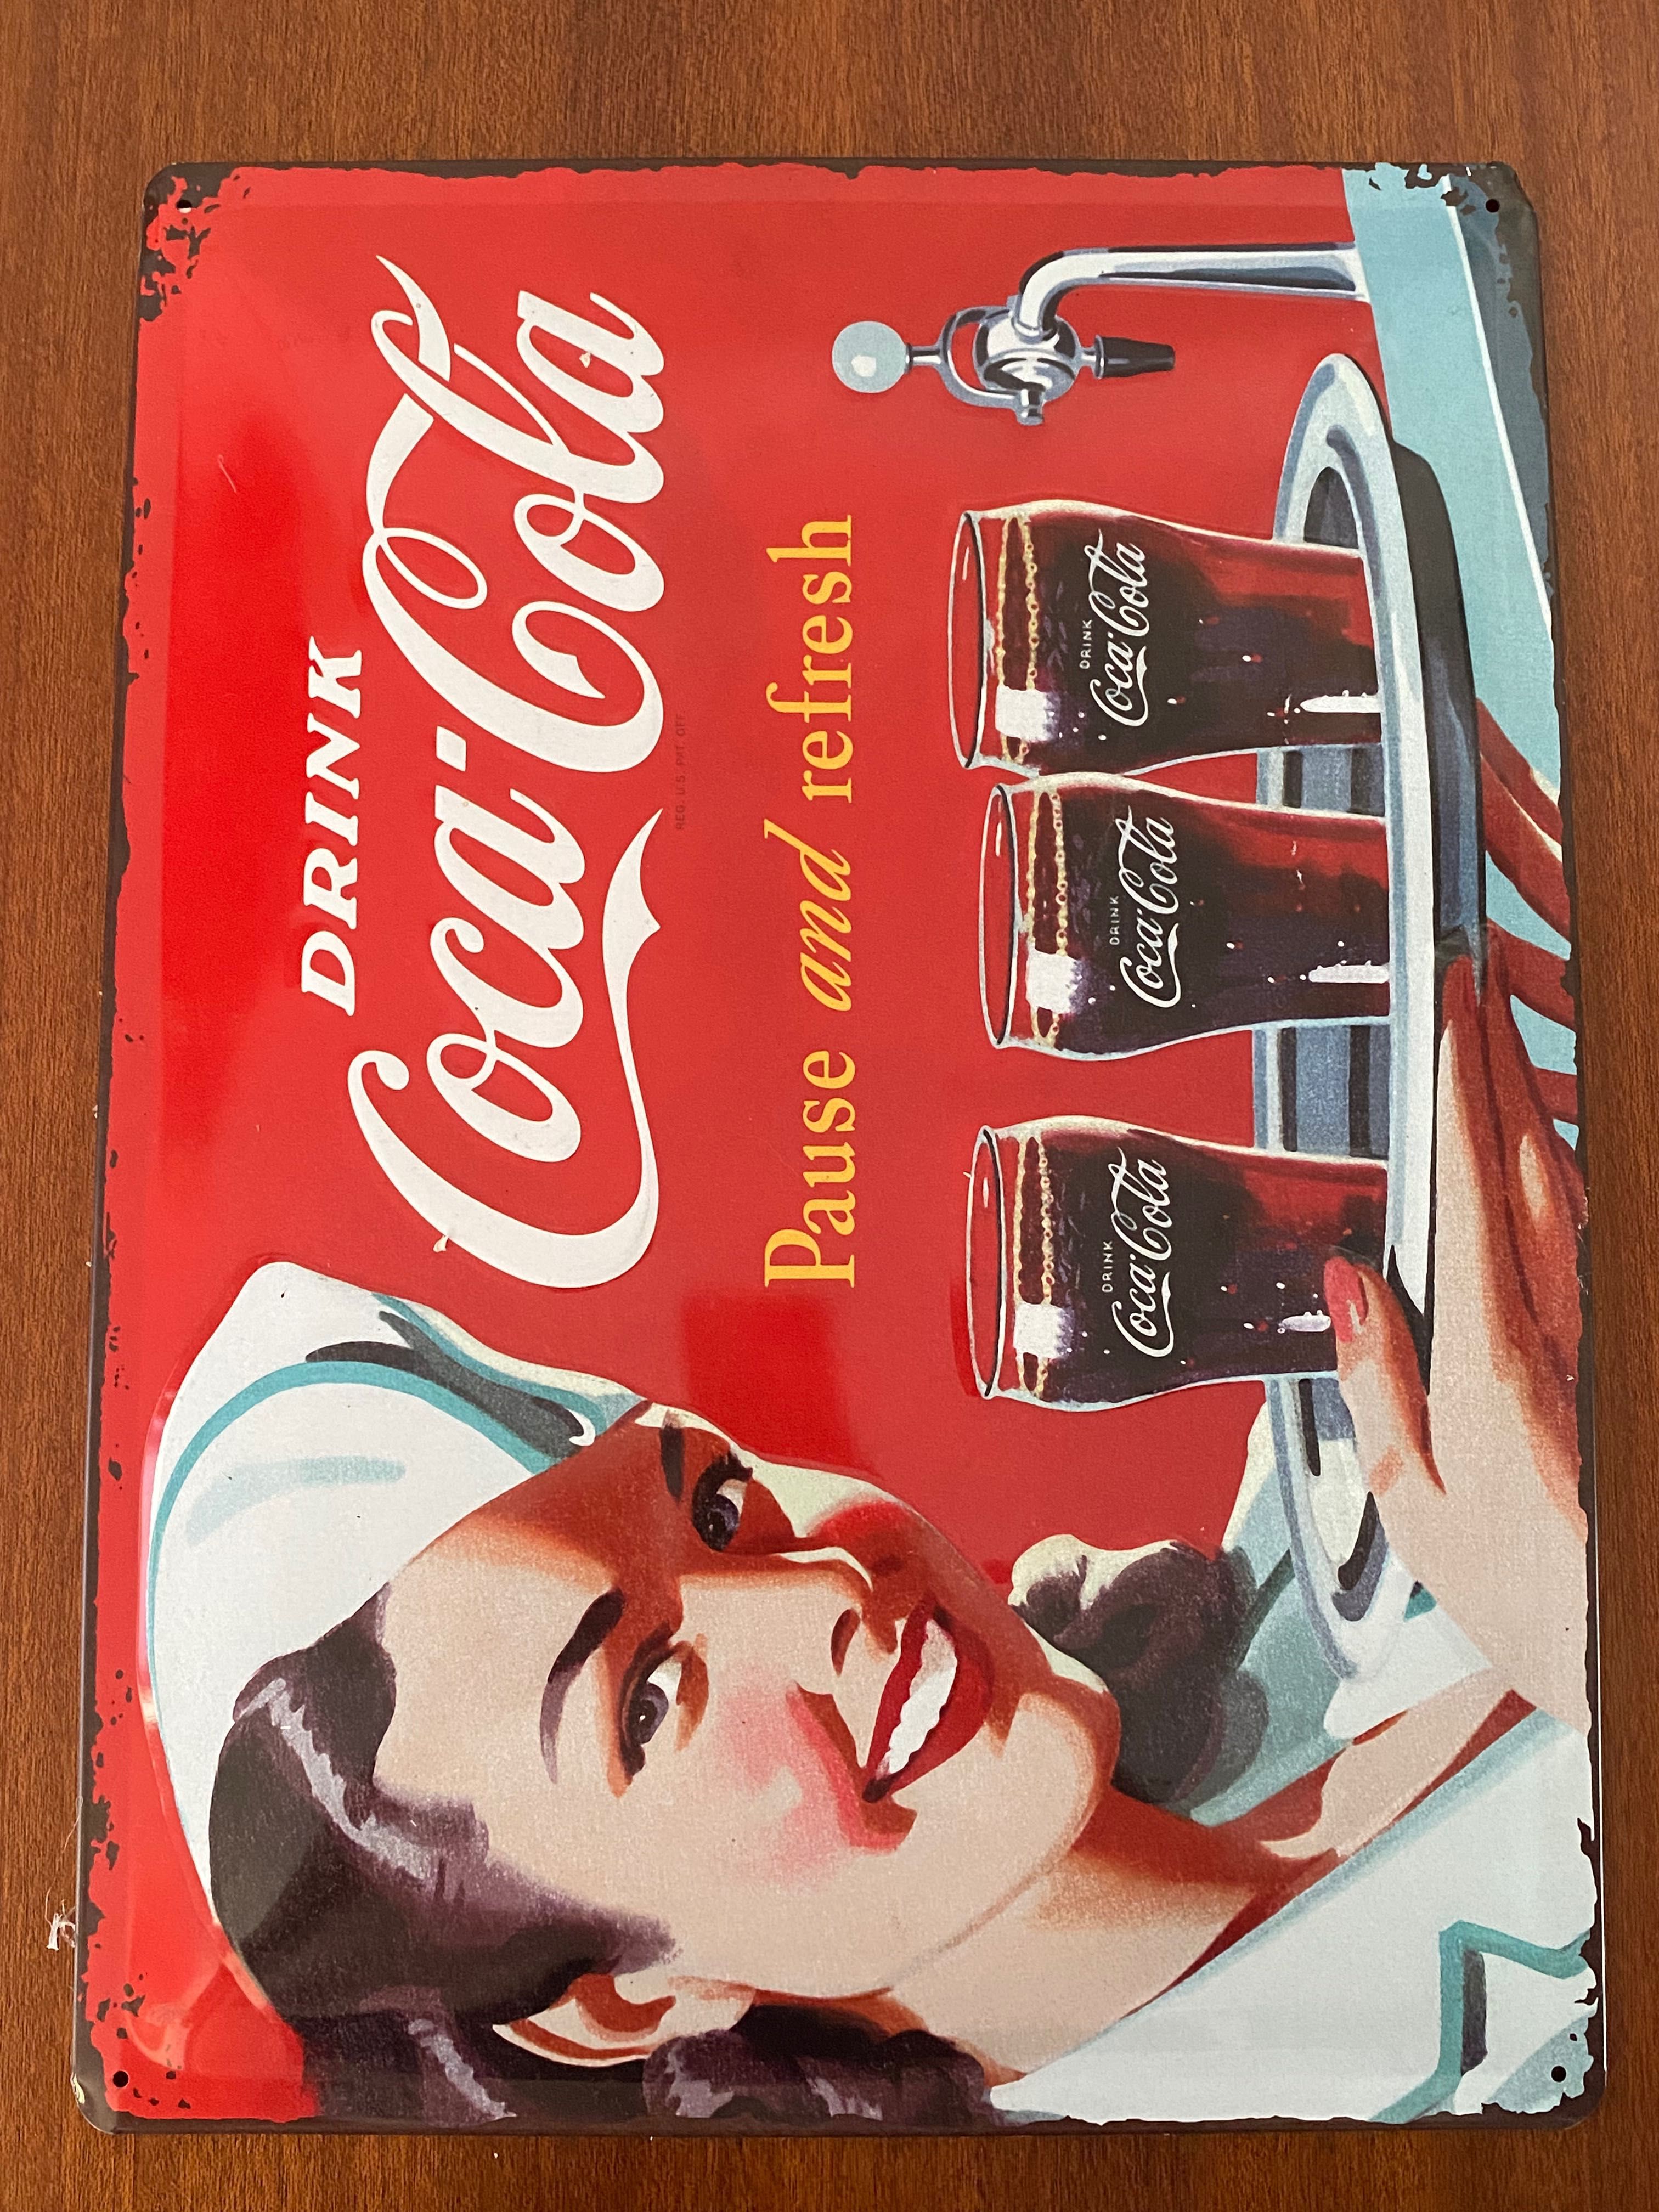 DRINK
Coca-Cola
REG. U.S. PAT. OFF.
Pause and refresh
DRINK
Coca-Cola
DRINK
Coca-Cola
DRINK
Coca-Cola